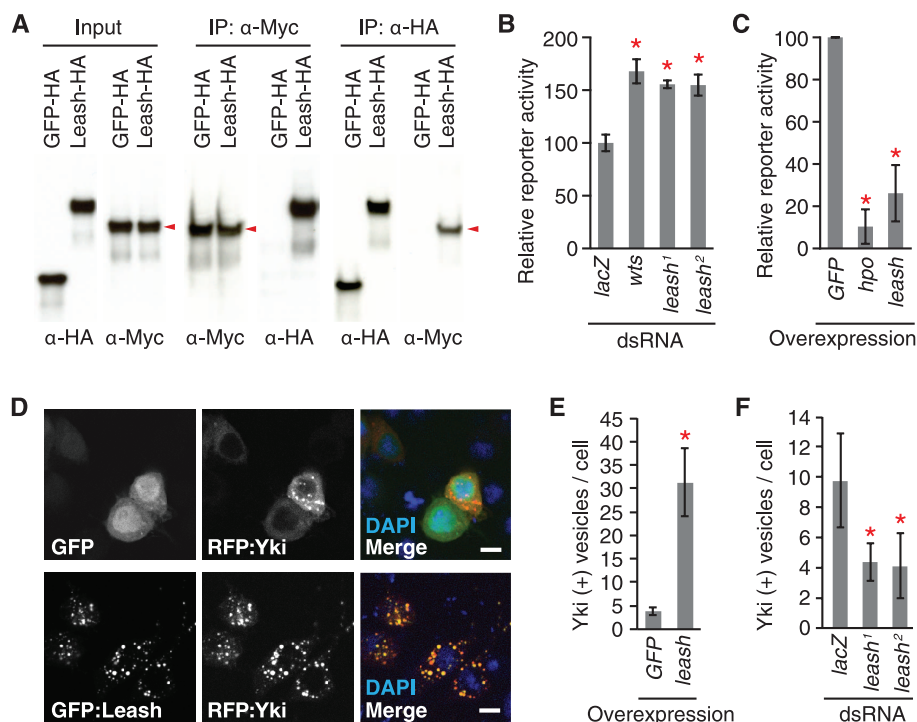 A
Input
IP: α-Myc
IP: α-HA
GFP-HA
Leash-HA
GFP-HA
Leash-HA
GFP-HA
Leash-HA
GFP-HA
Leash-HA
GFP-HA
Leash-HA
GFP-HA
Leash-HA
α-HA
α-Myc
α-Myc
α-HA
α-HA
α-Myc
B
Relative reporter activity
200
150
100
50
0
*
*
*
lacZ
wts
leash¹
leash²
dsRNA
C
Relative reporter activity
100
80
60
40
20
0
*
*
GFP
hpo
leash
Overexpression
D
GFP
RFP:Yki
DAPI
Merge
GFP:Leash
RFP:Yki
DAPI
Merge
E
Yki (+) vesicles / cell
45
40
35
30
25
20
15
10
5
0
*
GFP
leash
Overexpression
F
Yki (+) vesicles / cell
14
12
10
8
6
4
2
0
*
*
lacZ
leash¹
leash²
dsRNA